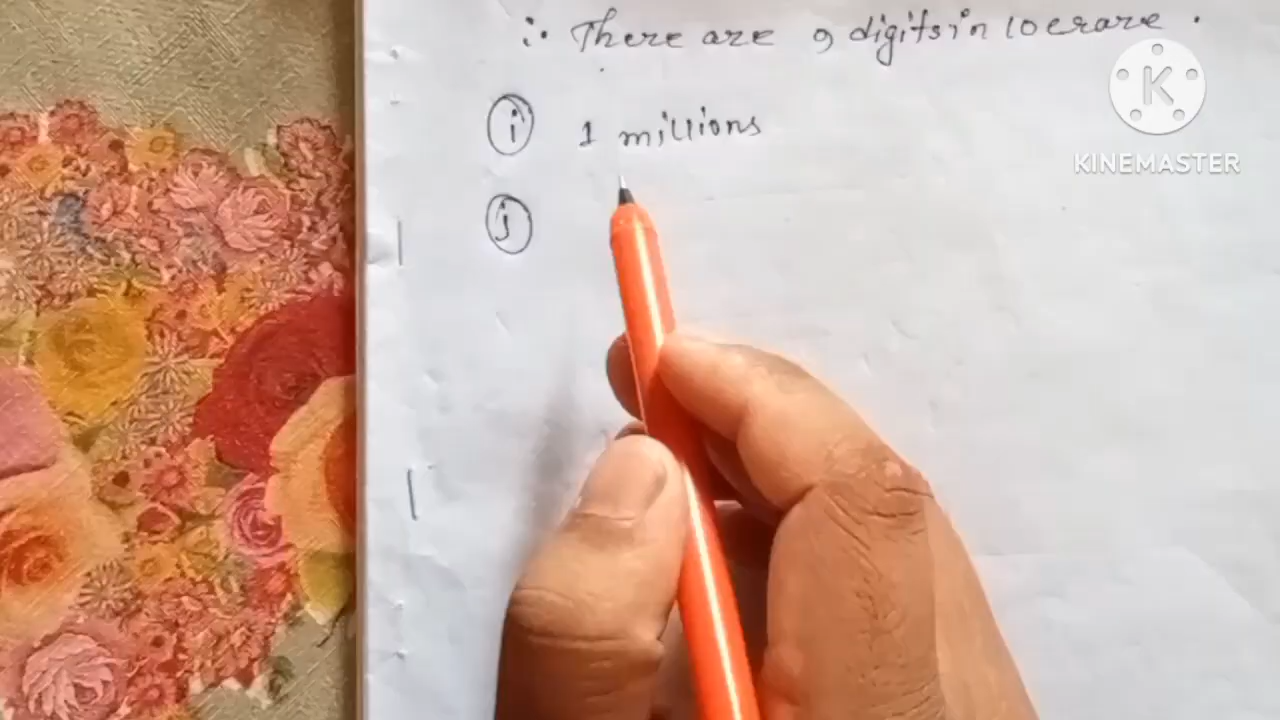 ∴ There are 9 digits in 10 crore.
(i) 1 millions
(j)
K
KINEMASTER